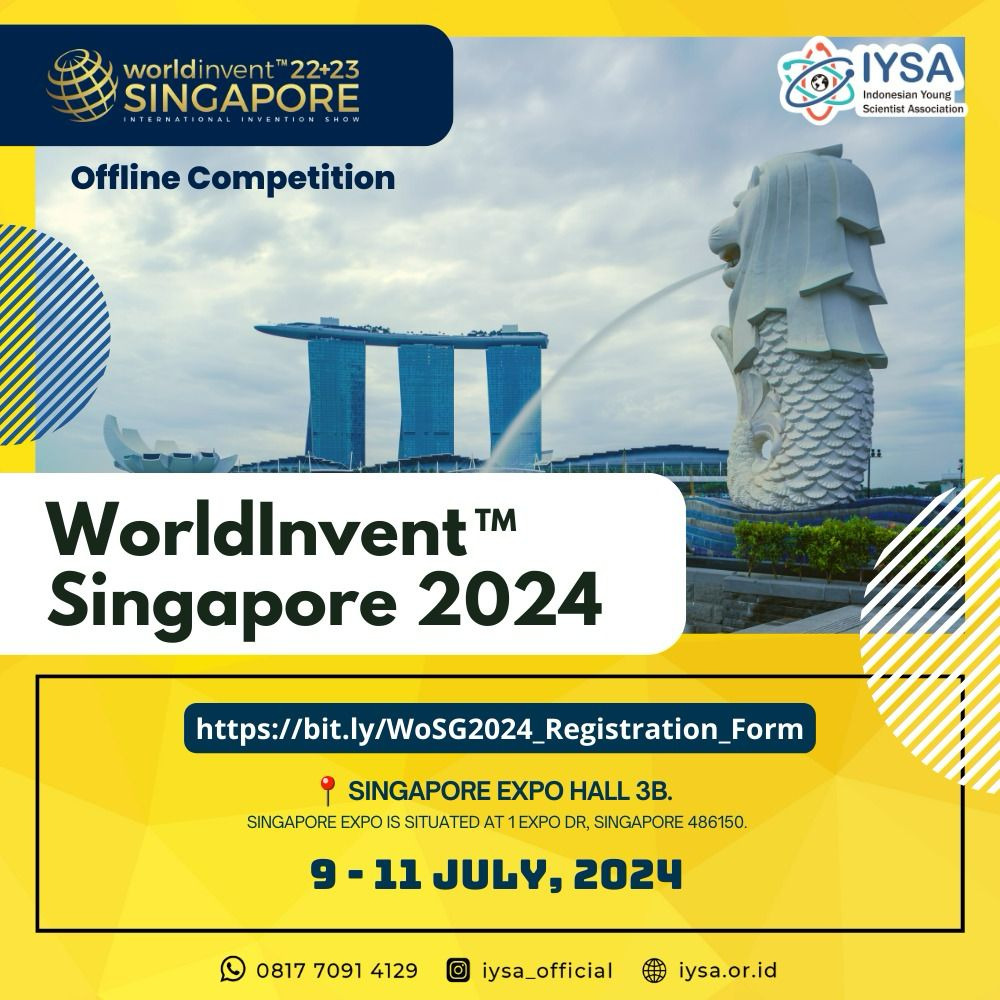 worldinvent™ 22+23
SINGAPORE
INTERNATIONAL INVENTION SHOW
IYSA
Indonesian Young
Scientist Association
Offline Competition
WorldInvent™
Singapore 2024
https://bit.ly/WoSG2024_Registration_Form
📍 SINGAPORE EXPO HALL 3B.
SINGAPORE EXPO IS SITUATED AT 1 EXPO DR, SINGAPORE 486150.
9 - 11 JULY, 2024
0817 7091 4129 iysa_official iysa.or.id